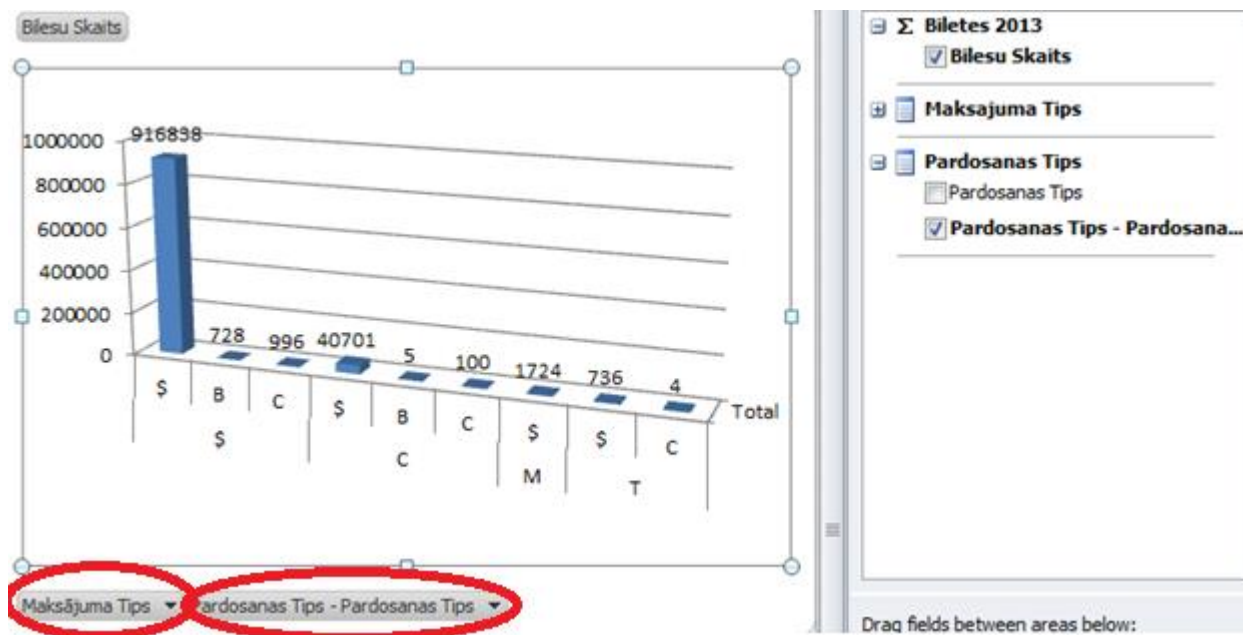 Bilesu Skaits
1000000
916838
800000
600000
400000
200000
0
728
996
40701
5
100
1724
736
4
Total
$
B
C
$
B
C
$
$
C
$
C
M
T
Maksājuma Tips
Pardosanas Tips - Pardosanas Tips
Σ Biletes 2013
Bilesu Skaits
Maksajuma Tips
Pardosanas Tips
Pardosanas Tips
Pardosanas Tips - Pardosana...
Drag fields between areas below: